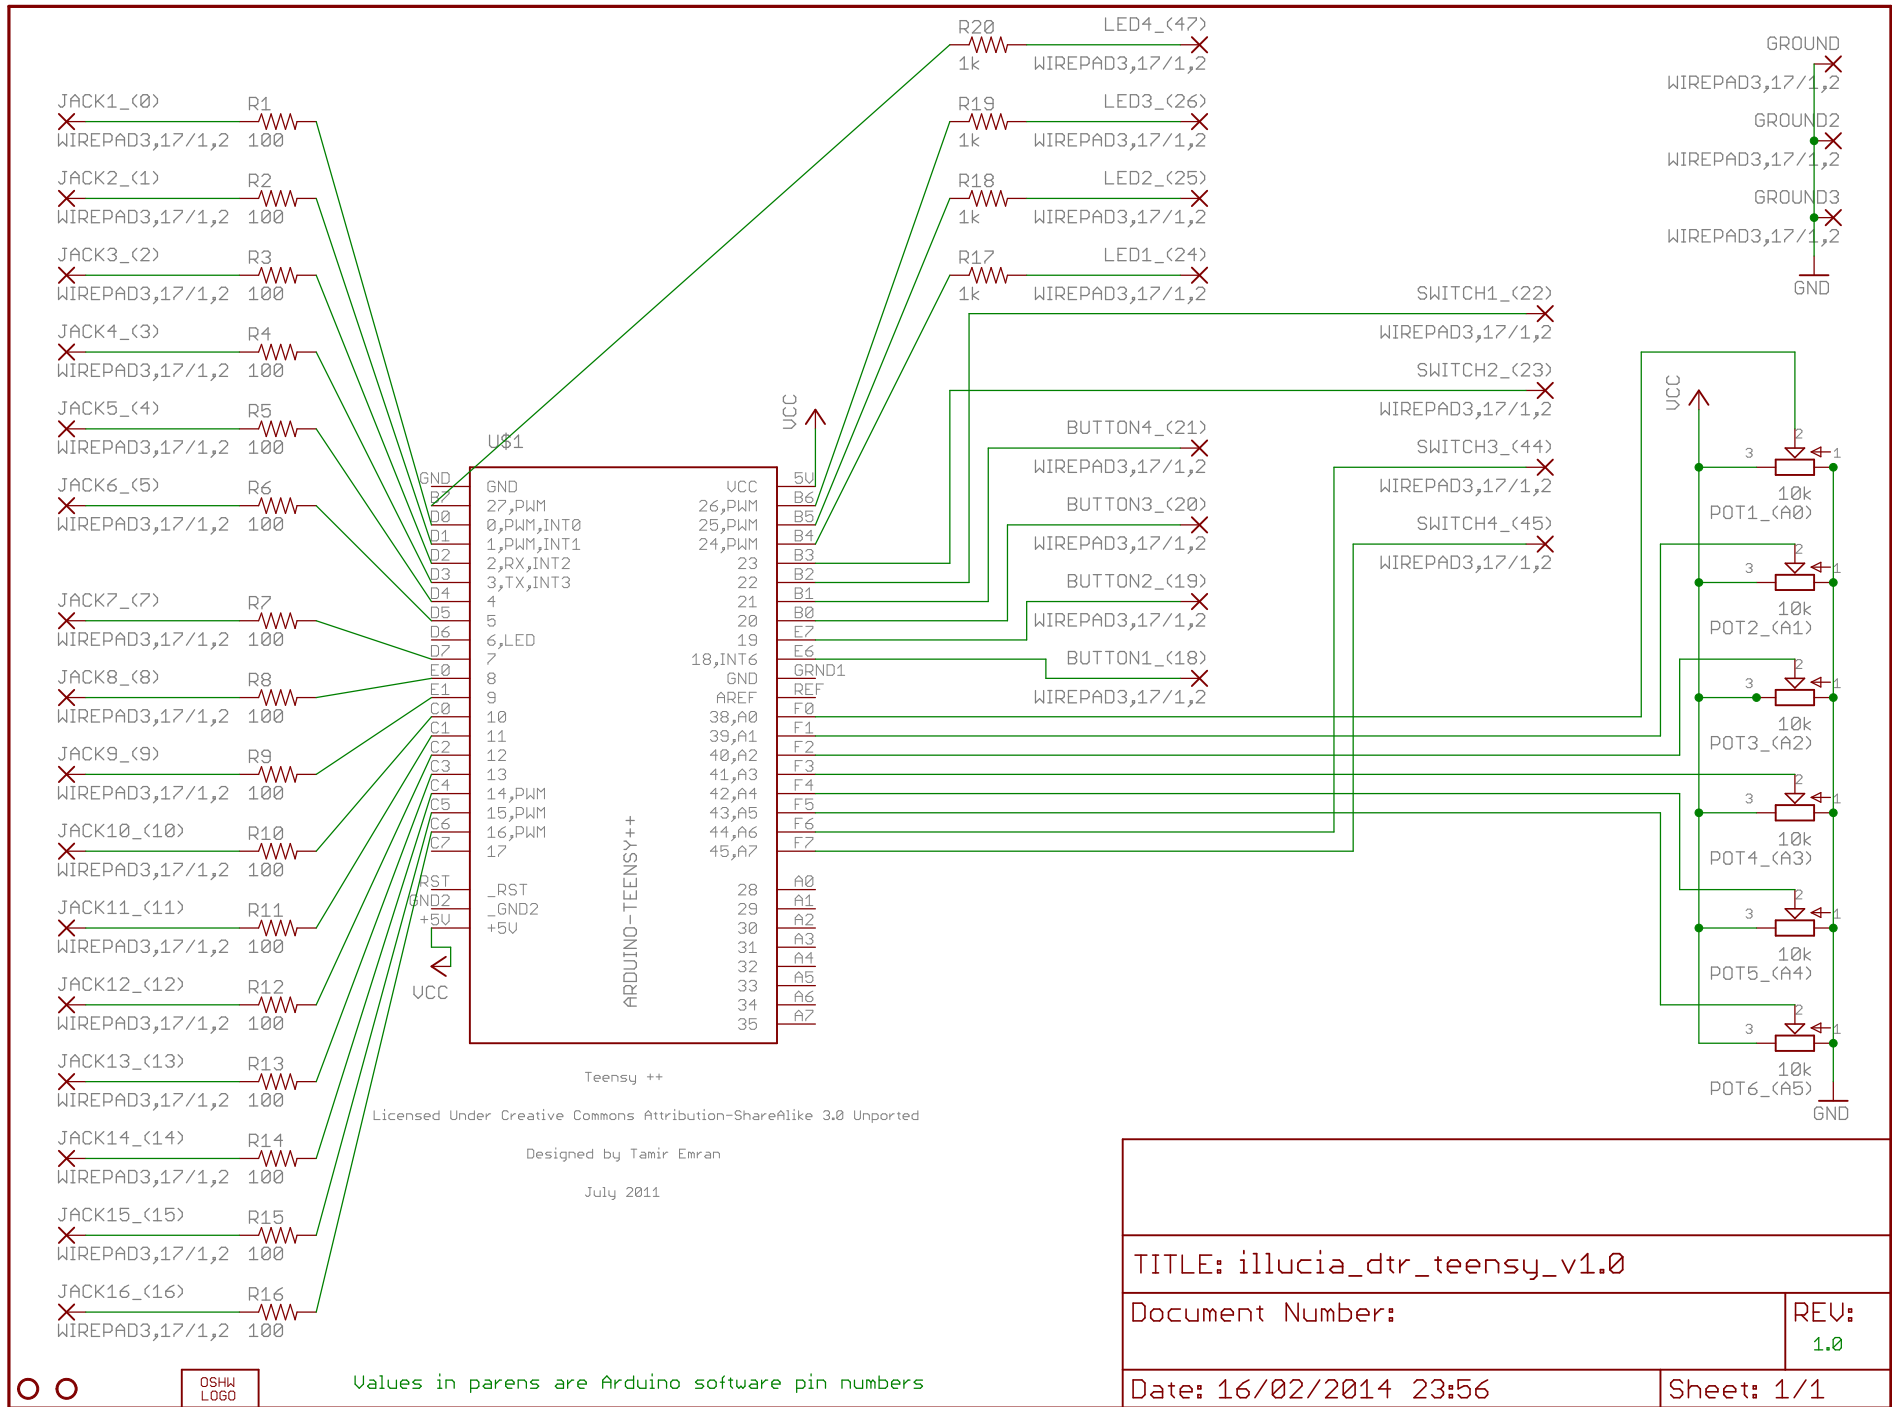 JACK1_(0)
R1
WIREPAD3,17/1,2
100
JACK2_(1)
R2
WIREPAD3,17/1,2
100
JACK3_(2)
R3
WIREPAD3,17/1,2
100
JACK4_(3)
R4
WIREPAD3,17/1,2
100
JACK5_(4)
R5
WIREPAD3,17/1,2
100
JACK6_(5)
R6
WIREPAD3,17/1,2
100
JACK7_(7)
R7
WIREPAD3,17/1,2
100
JACK8_(8)
R8
WIREPAD3,17/1,2
100
JACK9_(9)
R9
WIREPAD3,17/1,2
100
JACK10_(10)
R10
WIREPAD3,17/1,2
100
JACK11_(11)
R11
WIREPAD3,17/1,2
100
JACK12_(12)
R12
WIREPAD3,17/1,2
100
JACK13_(13)
R13
WIREPAD3,17/1,2
100
JACK14_(14)
R14
WIREPAD3,17/1,2
100
JACK15_(15)
R15
WIREPAD3,17/1,2
100
JACK16_(16)
R16
WIREPAD3,17/1,2
100
U$1
GND GND
B7 27,PWM
D0 0,PWM,INT0
D1 1,PWM,INT1
D2 2,RX,INT2
D3 3,TX,INT3
D4 4
D5 5
D6 6,LED
D7 7
E0 8
E1 9
C0 10
C1 11
C2 12
C3 13
C4 14,PWM
C5 15,PWM
C6 16,PWM
C7 17
RST _RST
GND2 _GND2
+5V +5V
VCC
ARDUINO-TEENSY++
VCC
VCC 5V
26,PWM B6
25,PWM B5
24,PWM B4
23 B3
22 B2
21 B1
20 B0
19 E7
18,INT6 E6
GND GRND1
AREF REF
38,A0 F0
39,A1 F1
40,A2 F2
41,A3 F3
42,A4 F4
43,A5 F5
44,A6 F6
45,A7 F7
28 A0
29 A1
30 A2
31 A3
32 A4
33 A5
34 A6
35 A7
Teensy ++
Licensed Under Creative Commons Attribution-ShareAlike 3.0 Unported
Designed by Tamir Emran
July 2011
R20
LED4_(47)
1k
WIREPAD3,17/1,2
R19
LED3_(26)
1k
WIREPAD3,17/1,2
R18
LED2_(25)
1k
WIREPAD3,17/1,2
R17
LED1_(24)
1k
WIREPAD3,17/1,2
SWITCH1_(22)
WIREPAD3,17/1,2
SWITCH2_(23)
WIREPAD3,17/1,2
SWITCH3_(44)
WIREPAD3,17/1,2
SWITCH4_(45)
WIREPAD3,17/1,2
BUTTON4_(21)
WIREPAD3,17/1,2
BUTTON3_(20)
WIREPAD3,17/1,2
BUTTON2_(19)
WIREPAD3,17/1,2
BUTTON1_(18)
WIREPAD3,17/1,2
GROUND
WIREPAD3,17/1,2
GROUND2
WIREPAD3,17/1,2
GROUND3
WIREPAD3,17/1,2
GND
VCC
2
3 1
10k
POT1_(A0)
2
3 1
10k
POT2_(A1)
2
3 1
10k
POT3_(A2)
2
3 1
10k
POT4_(A3)
2
3 1
10k
POT5_(A4)
2
3 1
10k
POT6_(A5)
GND
TITLE: illucia_dtr_teensy_v1.0
Document Number:
REV:
1.0
Date: 16/02/2014 23:56
Sheet: 1/1
OSHW
LOGO
Values in parens are Arduino software pin numbers